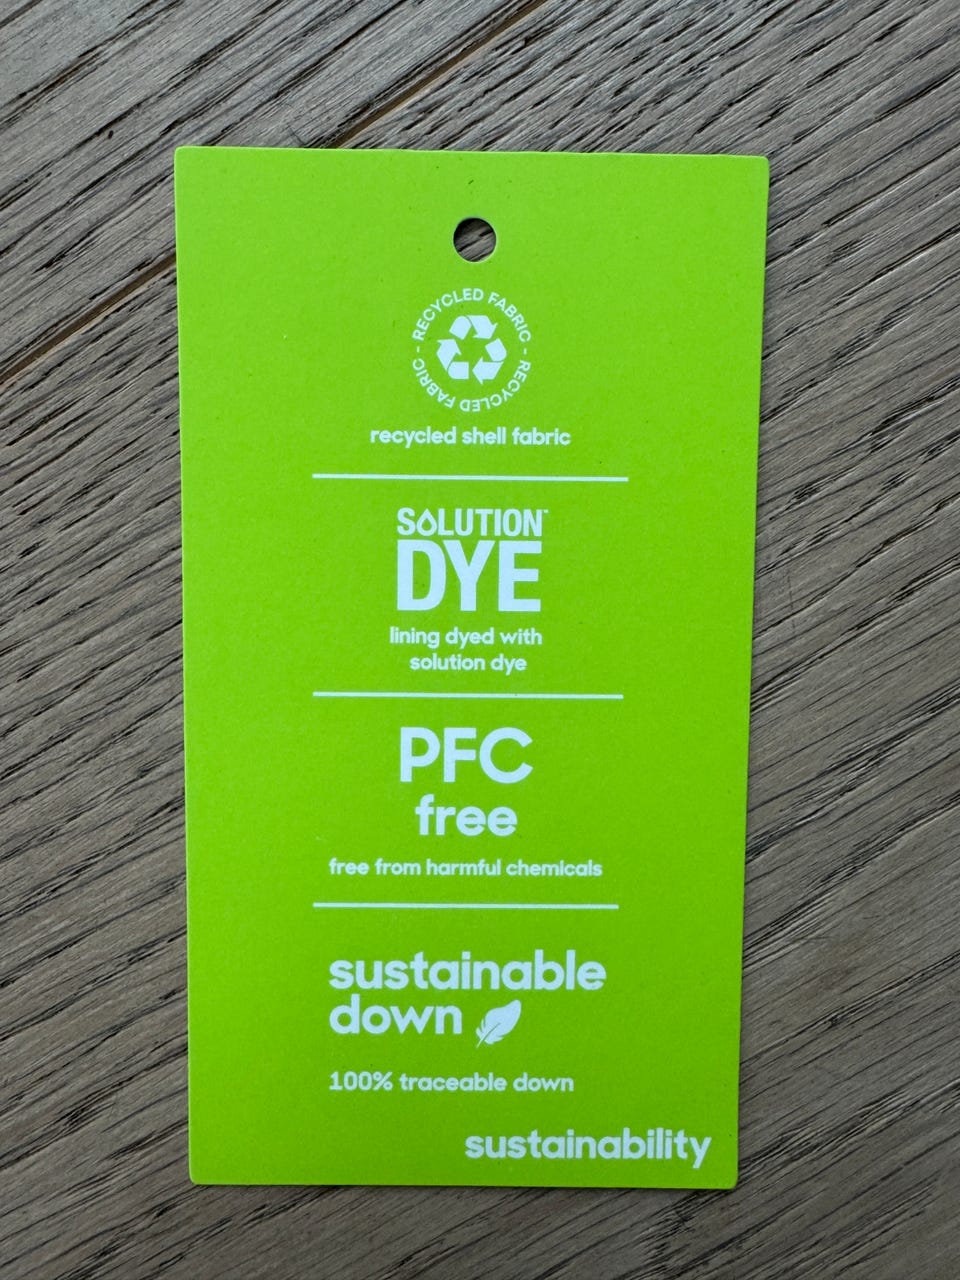 RECYCLED FABRIC - RECYCLED FABRIC -
recycled shell fabric
SOLUTION™
DYE
lining dyed with
solution dye
PFC
free
free from harmful chemicals
sustainable
down
100% traceable down
sustainability